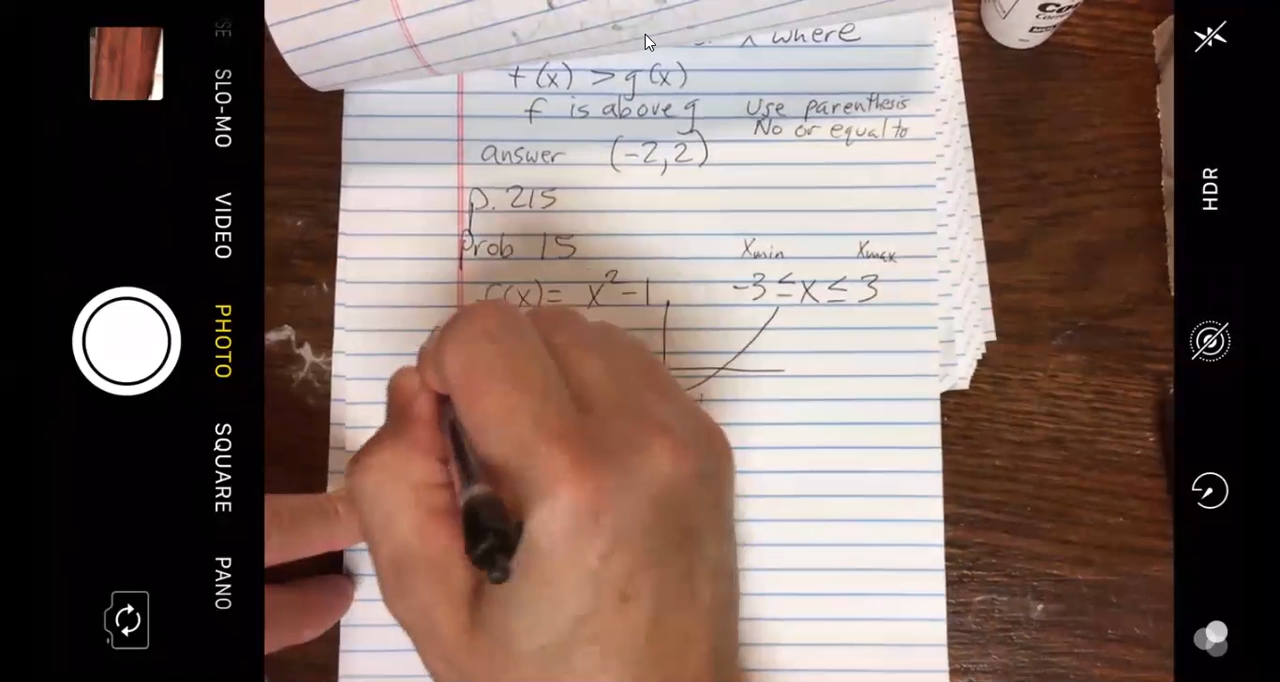 where
f(x) > g(x)
f is above g
Use parenthesis
No or equal to
answer (-2,2)
p. 215
prob 15
Xmin Xmax
f(x)= x²-1 -3 ≤ x ≤ 3
SLO-MO
VIDEO
PHOTO
SQUARE
PANO
HDR